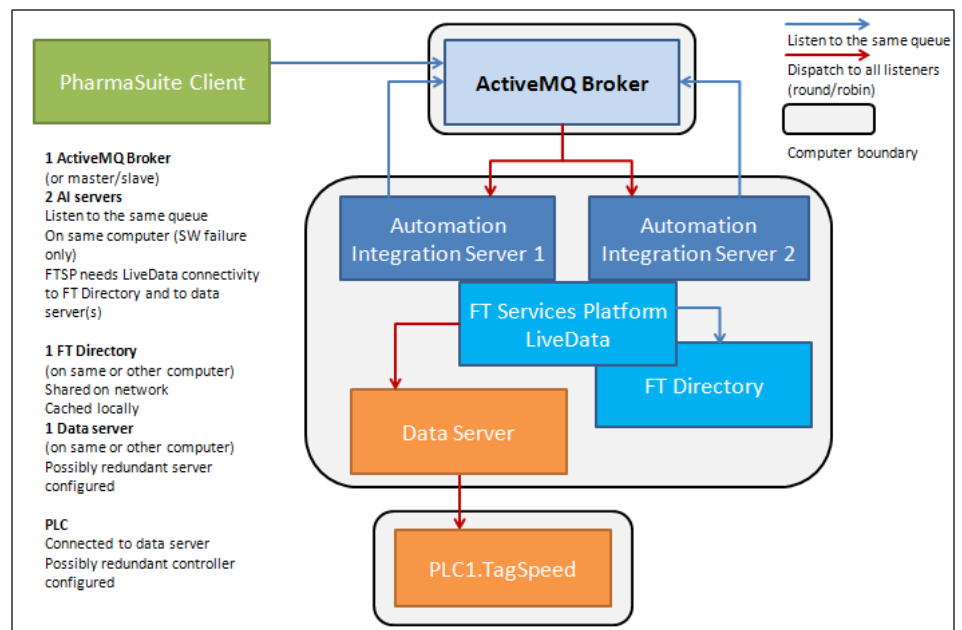 PharmaSuite Client
ActiveMQ Broker
Listen to the same queue
Dispatch to all listeners
(round/robin)
Computer boundary
1 ActiveMQ Broker
(or master/slave)
2 AI servers
Listen to the same queue
On same computer (SW failure
only)
FTSP needs LiveData connectivity
to FT Directory and to data
server(s)
1 FT Directory
(on same or other computer)
Shared on network
Cached locally
1 Data server
(on same or other computer)
Possibly redundant server
configured
PLC
Connected to data server
Possibly redundant controller
configured
Automation
Integration Server 1
Automation
Integration Server 2
FT Services Platform
LiveData
FT Directory
Data Server
PLC1.TagSpeed